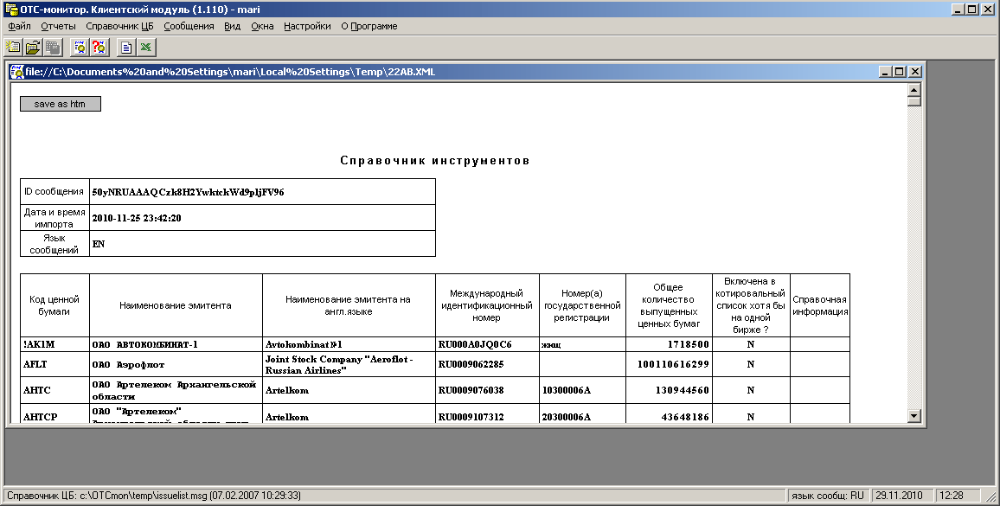 ОТС-монитор. Клиентский модуль (1.110) - mari
Файл Отчеты Справочник ЦБ Сообщения Вид Окна Настройки О Программе
file://C:\Documents%20and%20Settings\mari\Local%20Settings\Temp\22AB.XML
save as htm
Справочник инструментов
ID сообщения 50yNRUAAAQCzk8H2YwktckWd9pljFV96
Дата и время импорта 2010-11-25 23:42:20
Язык сообщений EN
Код ценной бумаги Наименование эмитента Наименование эмитента на англ.языке Международный идентификационный номер Номер(а) государственной регистрации Общее количество выпущенных ценных бумаг Включена в котировальный список хотя бы на одной бирже ? Справочная информация
!AK1M ОАО АВТОКОМБИНАТ-1 Avtokombinat№1 RU000A0JQ0C6 жнщ 1718500 N
AFLT ОАО Аэрофлот Joint Stock Company "Aeroflot - Russian Airlines" RU0009062285 100110616299 N
AHTC ОАО Артелеком Архангельской области Artelkom RU0009076038 10300006A 130944560 N
AHTCP ОАО "Артелеком" Artelkom RU0009107312 20300006A 43648186 N
Справочник ЦБ: c:\OTCmon\temp\issuelist.msg (07.02.2007 10:29:33) язык сообщ: RU 29.11.2010 12:28